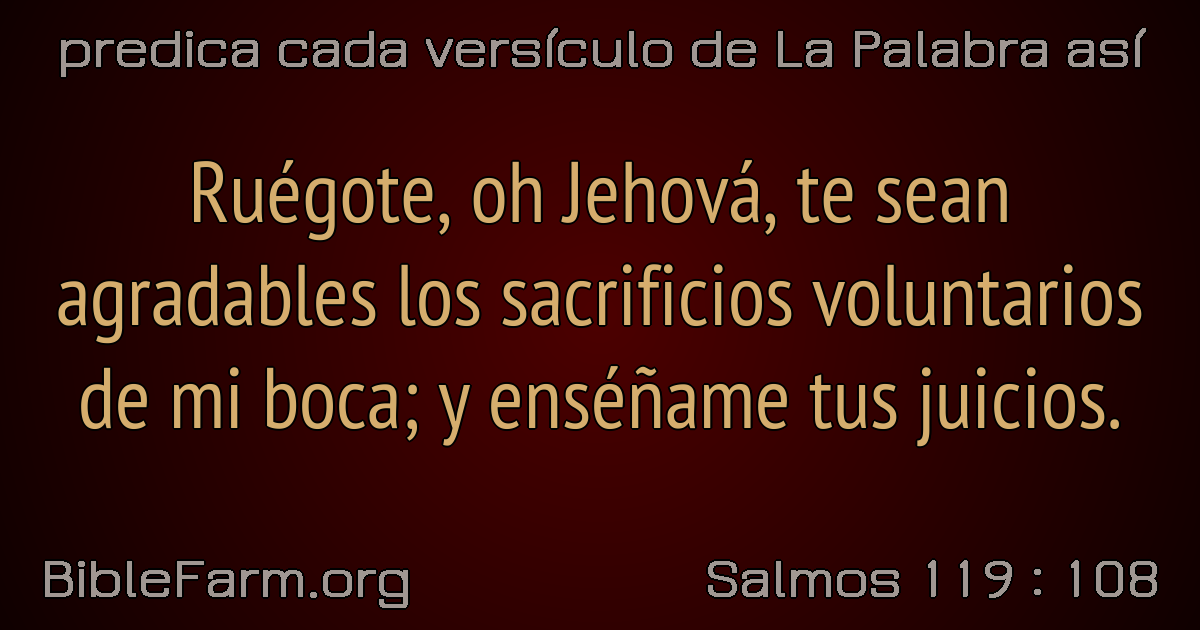 predica cada versículo de La Palabra así
Ruégote, oh Jehová, te sean
agradables los sacrificios voluntarios
de mi boca; y enséñame tus juicios.
BibleFarm.org
Salmos 119 : 108